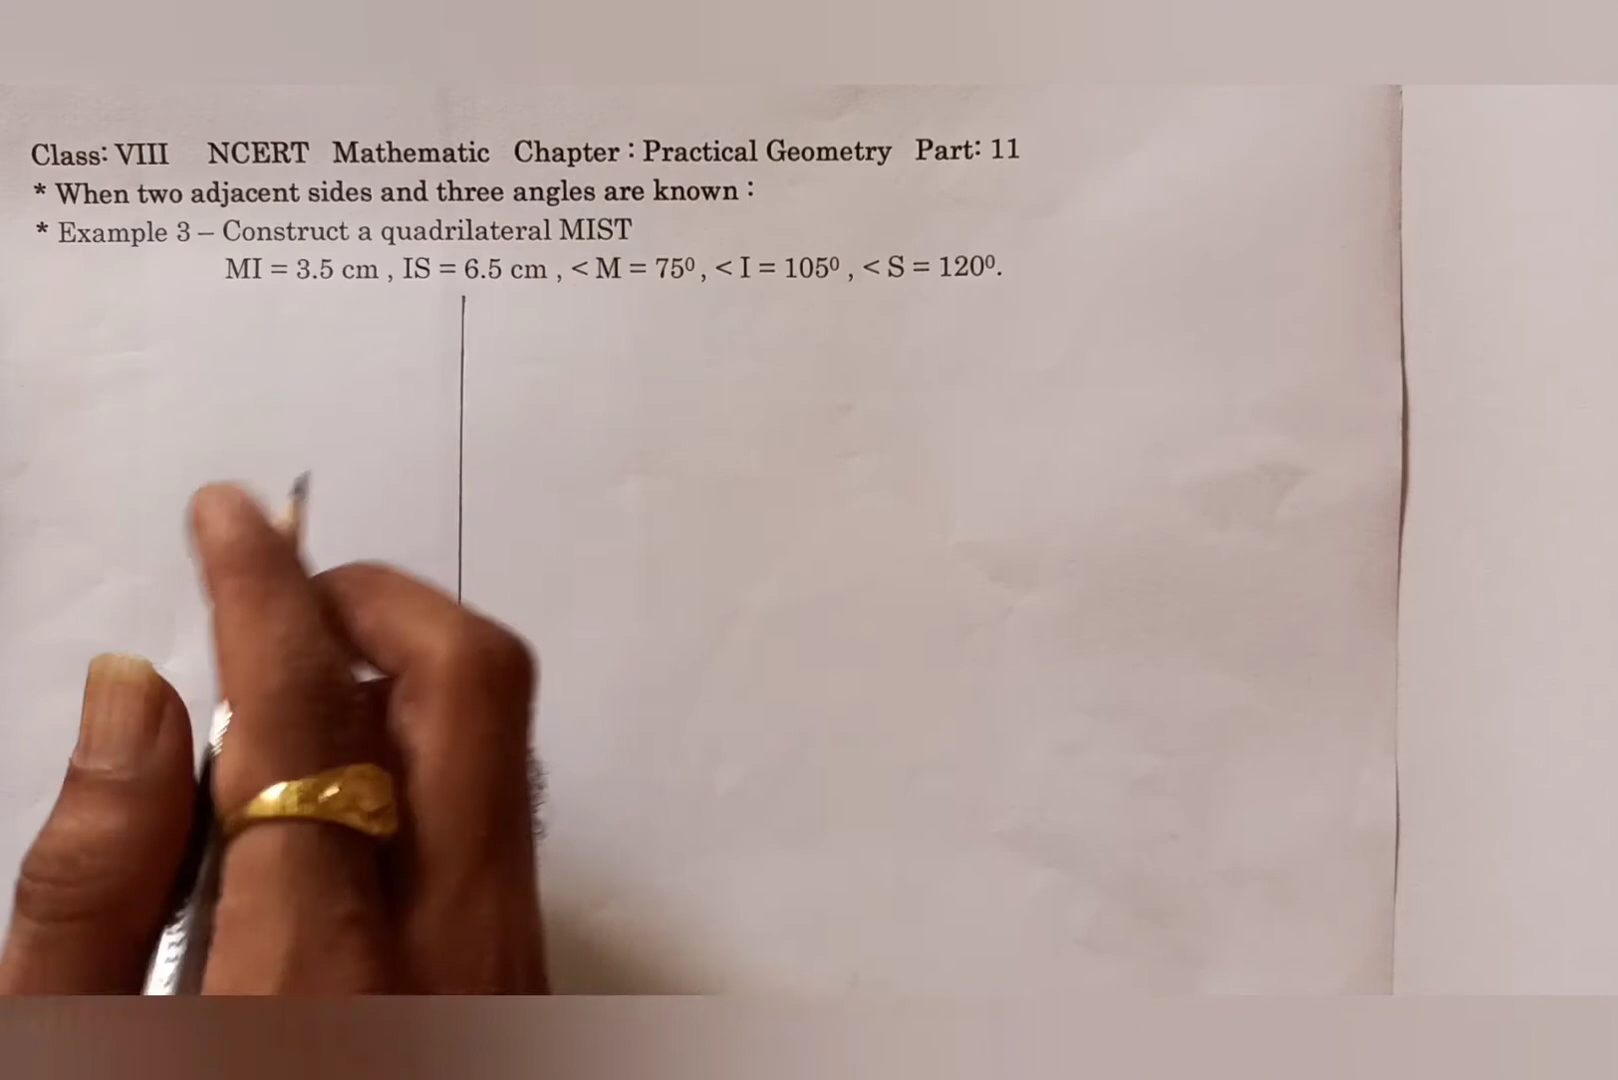 Class: VIII NCERT Mathematic Chapter : Practical Geometry Part: 11
* When two adjacent sides and three angles are known :
* Example 3 – Construct a quadrilateral MIST
MI = 3.5 cm , IS = 6.5 cm , < M = 75⁰ , < I = 105⁰ , < S = 120⁰.